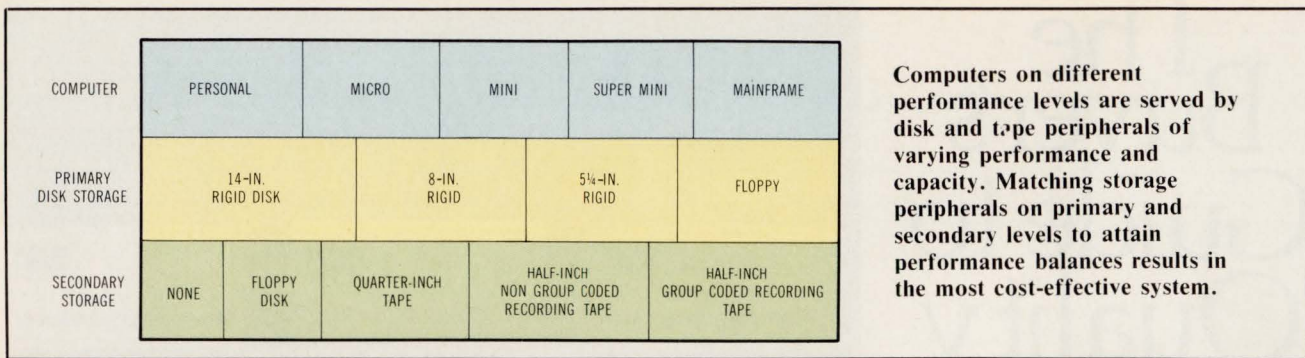 COMPUTER
PERSONAL
MICRO
MINI
SUPER MINI
MAINFRAME
PRIMARY
DISK STORAGE
14-IN.
RIGID DISK
8-IN.
RIGID
5¼-IN.
RIGID
FLOPPY
SECONDARY
STORAGE
NONE
FLOPPY
DISK
QUARTER-INCH
TAPE
HALF-INCH
NON GROUP CODED
RECORDING TAPE
HALF-INCH
GROUP CODED RECORDING
TAPE
Computers on different
performance levels are served by
disk and tape peripherals of
varying performance and
capacity. Matching storage
peripherals on primary and
secondary levels to attain
performance balances results in
the most cost-effective system.